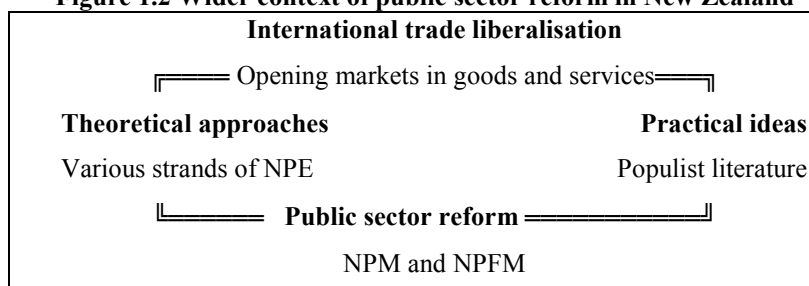 Figure 1.2 Wider context of public sector reform in New Zealand
International trade liberalisation
Opening markets in goods and services
Theoretical approaches Practical ideas
Various strands of NPE Populist literature
Public sector reform
NPM and NPFM